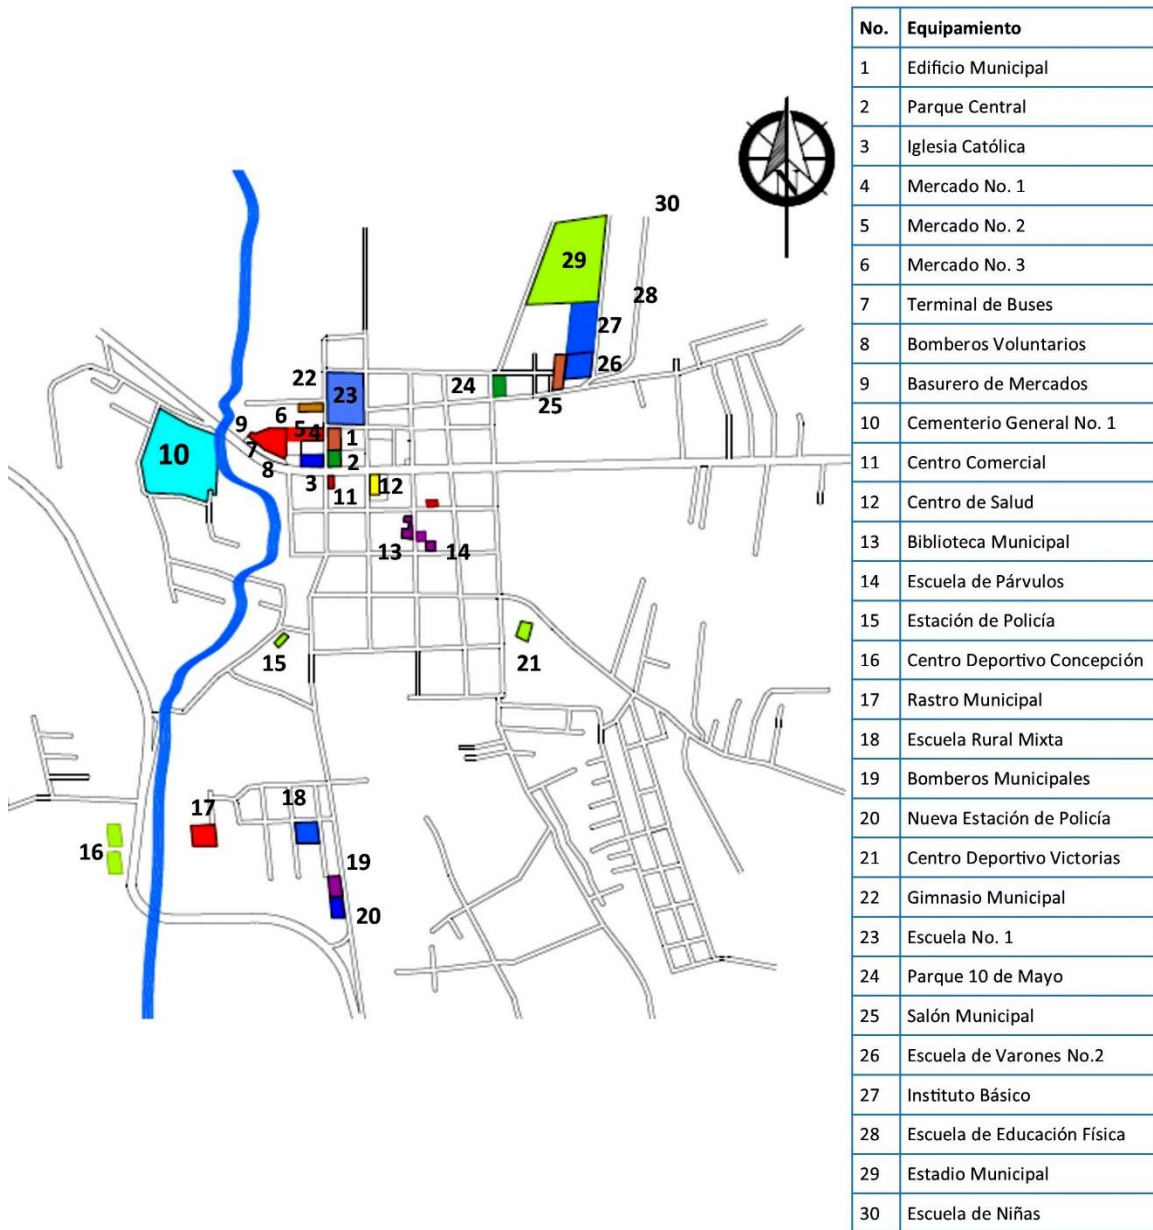 No. Equipamiento
1 Edificio Municipal
2 Parque Central
3 Iglesia Católica
4 Mercado No. 1
5 Mercado No. 2
6 Mercado No. 3
7 Terminal de Buses
8 Bomberos Voluntarios
9 Basurero de Mercados
10 Cementerio General No. 1
11 Centro Comercial
12 Centro de Salud
13 Biblioteca Municipal
14 Escuela de Párvulos
15 Estación de Policía
16 Centro Deportivo Concepción
17 Rastro Municipal
18 Escuela Rural Mixta
19 Bomberos Municipales
20 Nueva Estación de Policía
21 Centro Deportivo Victorias
22 Gimnasio Municipal
23 Escuela No. 1
24 Parque 10 de Mayo
25 Salón Municipal
26 Escuela de Varones No.2
27 Instituto Básico
28 Escuela de Educación Física
29 Estadio Municipal
30 Escuela de Niñas
N
30
29
28
27
26
22
24
23
25
6
9
5
4
1
7
10
8
2
3
11
12
13
14
15
21
17
18
16
19
20